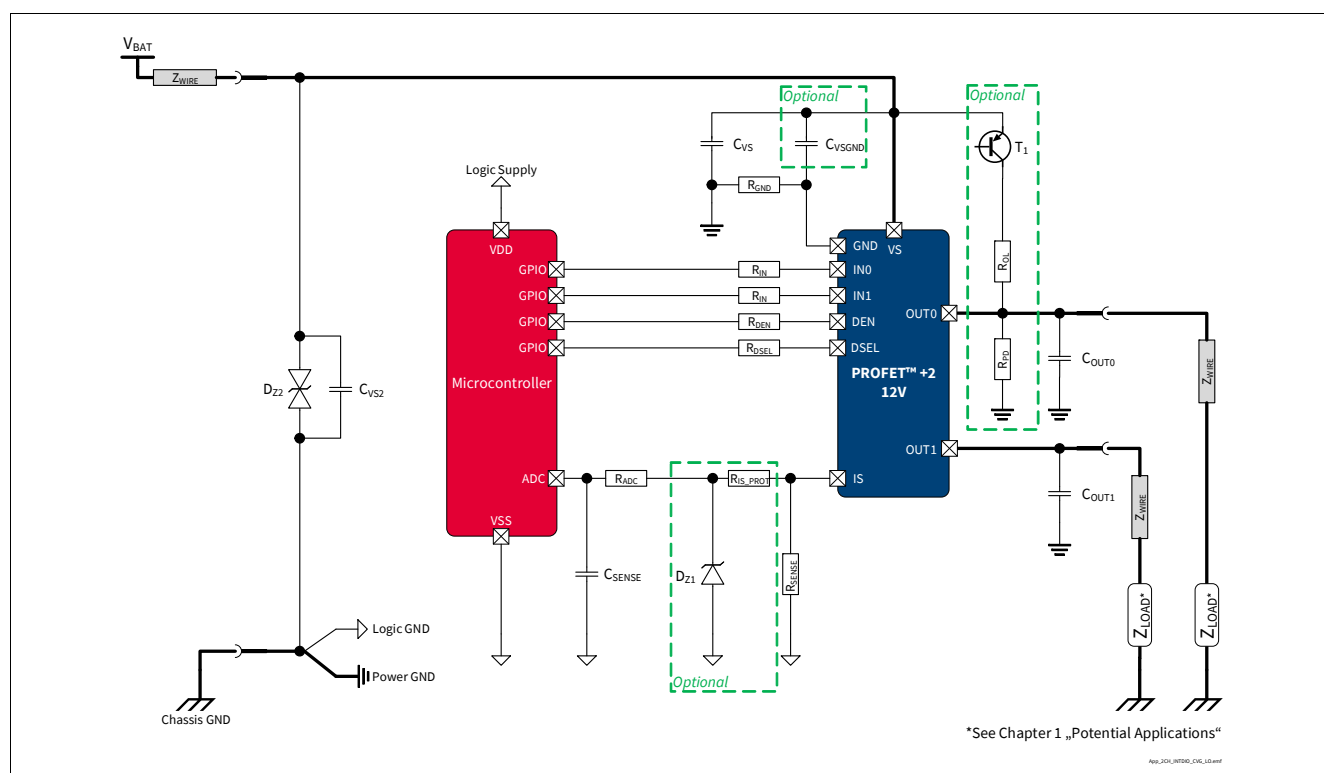 VBAT
ZWIRE
Optional
Optional
CVS
CVSGND
T1
Logic Supply
RGND
VDD
GND
VS
GPIO
RIN
IN0
ROL
GPIO
RIN
IN1
GPIO
RDEN
DEN
OUT0
GPIO
RDSEL
DSEL
RPD
COUT0
ZWIRE
Microcontroller
PROFET™ +2
12V
DZ2
CVS2
OUT1
ADC
RADC
RIS_PROT
IS
COUT1
ZWIRE
VSS
CSENSE
DZ1
RSENSE
ZLOAD*
ZLOAD*
Logic GND
Power GND
Optional
Chassis GND
*See Chapter 1 „Potential Applications“
App_2CH_INTDIO_CVG_LO.emf